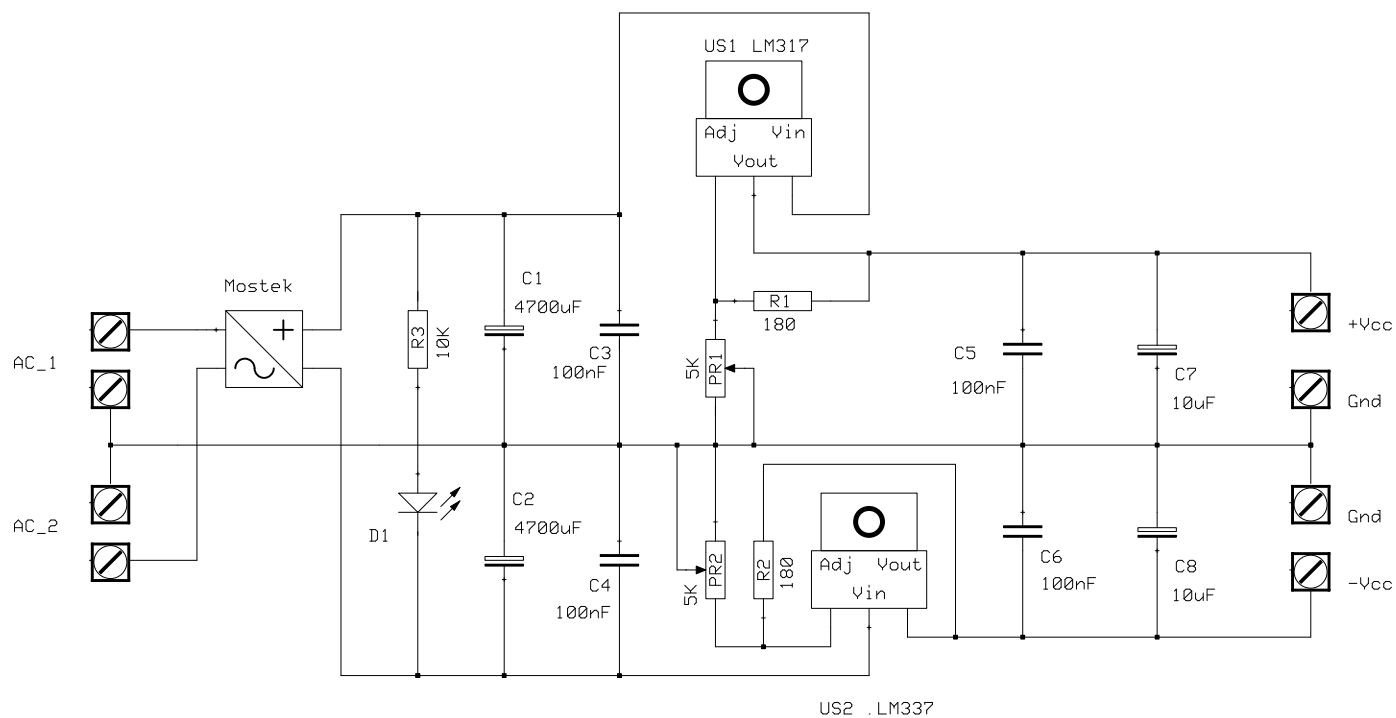 US1 LM317
Adj Vin
Vout
Mostek
C1
4700uF
R3
10K
C3
100nF
R1
180
5K
PR1
C5
100nF
C7
10uF
+Vcc
AC_1
Gnd
AC_2
D1
C2
4700uF
C4
100nF
5K
PR2
R2
180
Adj Vout
Vin
C6
100nF
C8
10uF
Gnd
-Vcc
US2 .LM337